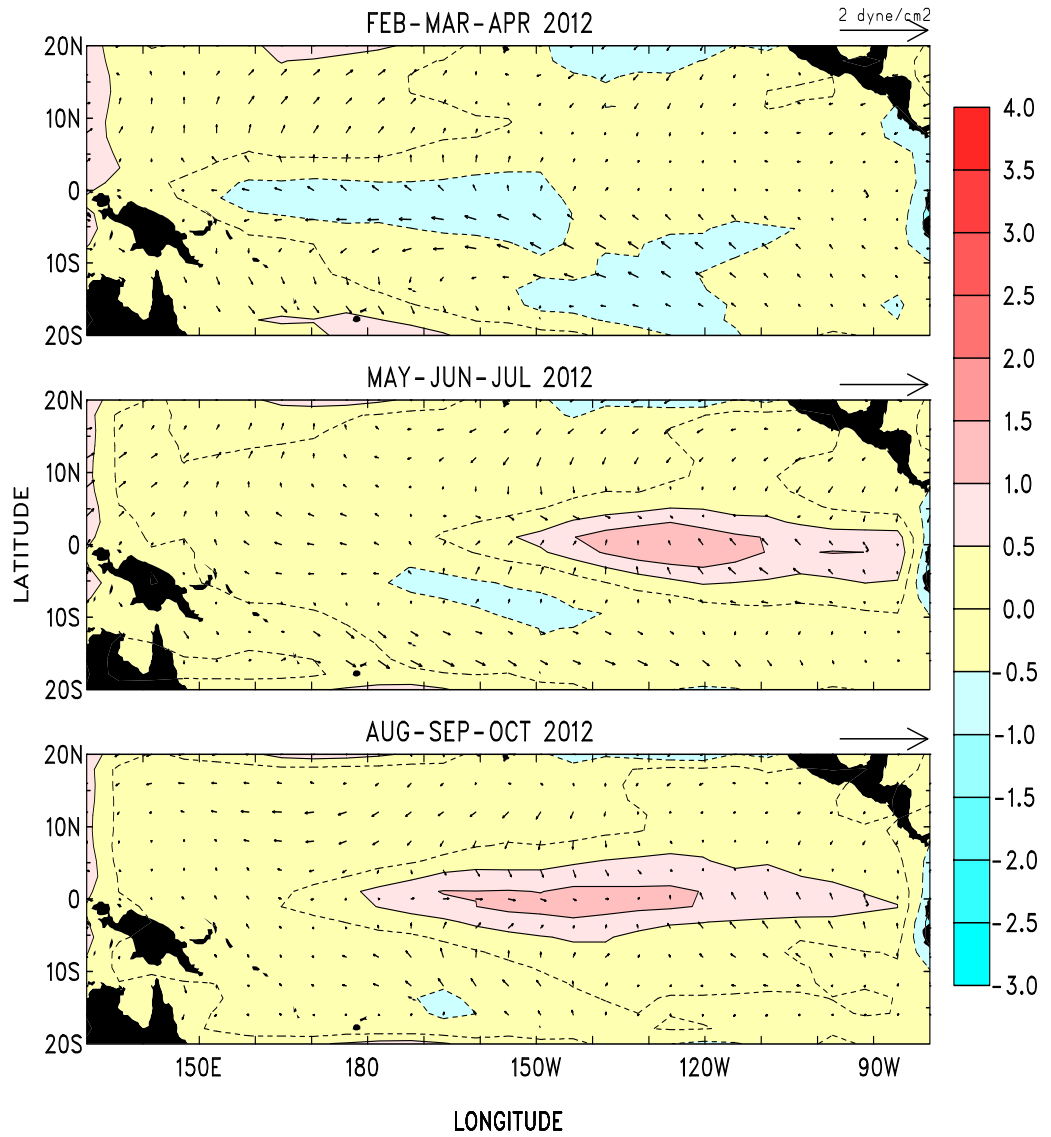 FEB-MAR-APR 2012
2 dyne/cm2
20N
10N
0
10S
20S
MAY-JUN-JUL 2012
20N
10N
0
10S
20S
LATITUDE
AUG-SEP-OCT 2012
20N
10N
0
10S
20S
150E 180 150W 120W 90W
LONGITUDE
4.0
3.5
3.0
2.5
2.0
1.5
1.0
0.5
0.0
-0.5
-1.0
-1.5
-2.0
-2.5
-3.0